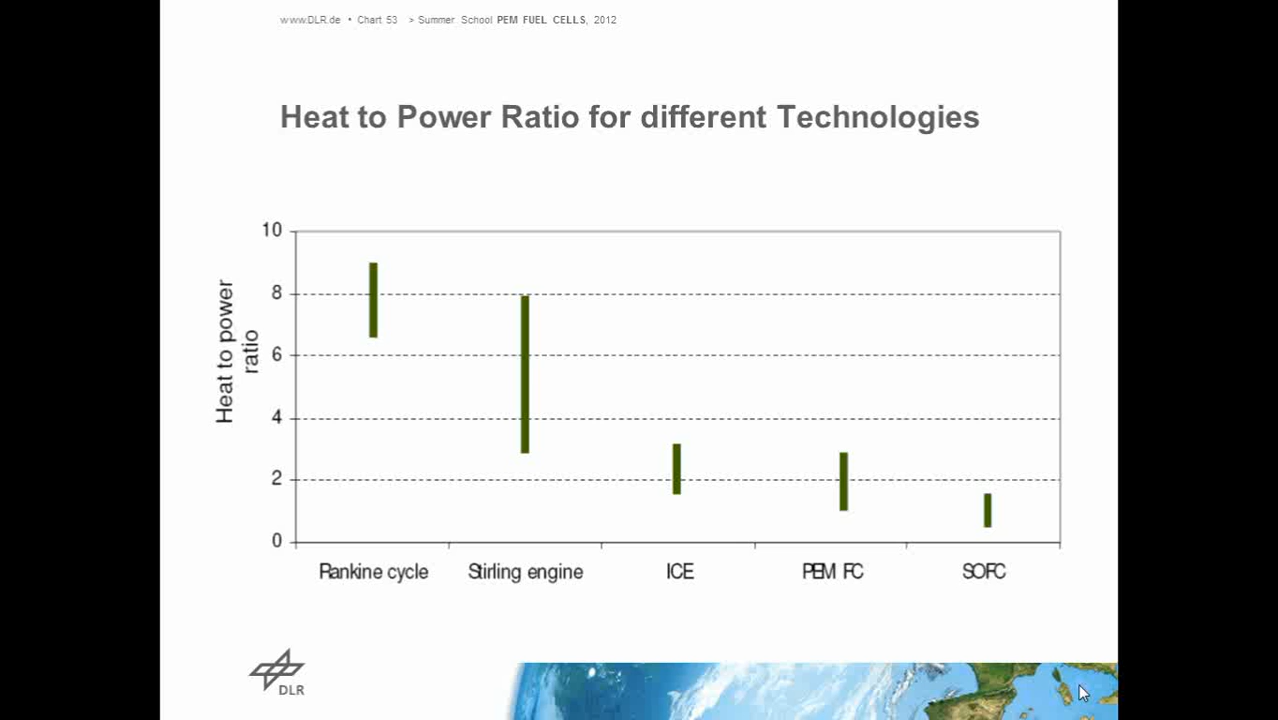 www.DLR.de • Chart 53 > Summer School PEM FUEL CELLS, 2012
Heat to Power Ratio for different Technologies
10
8
6
4
2
0
Heat to power
ratio
Rankine cycle
Stirling engine
ICE
PEM FC
SOFC
DLR